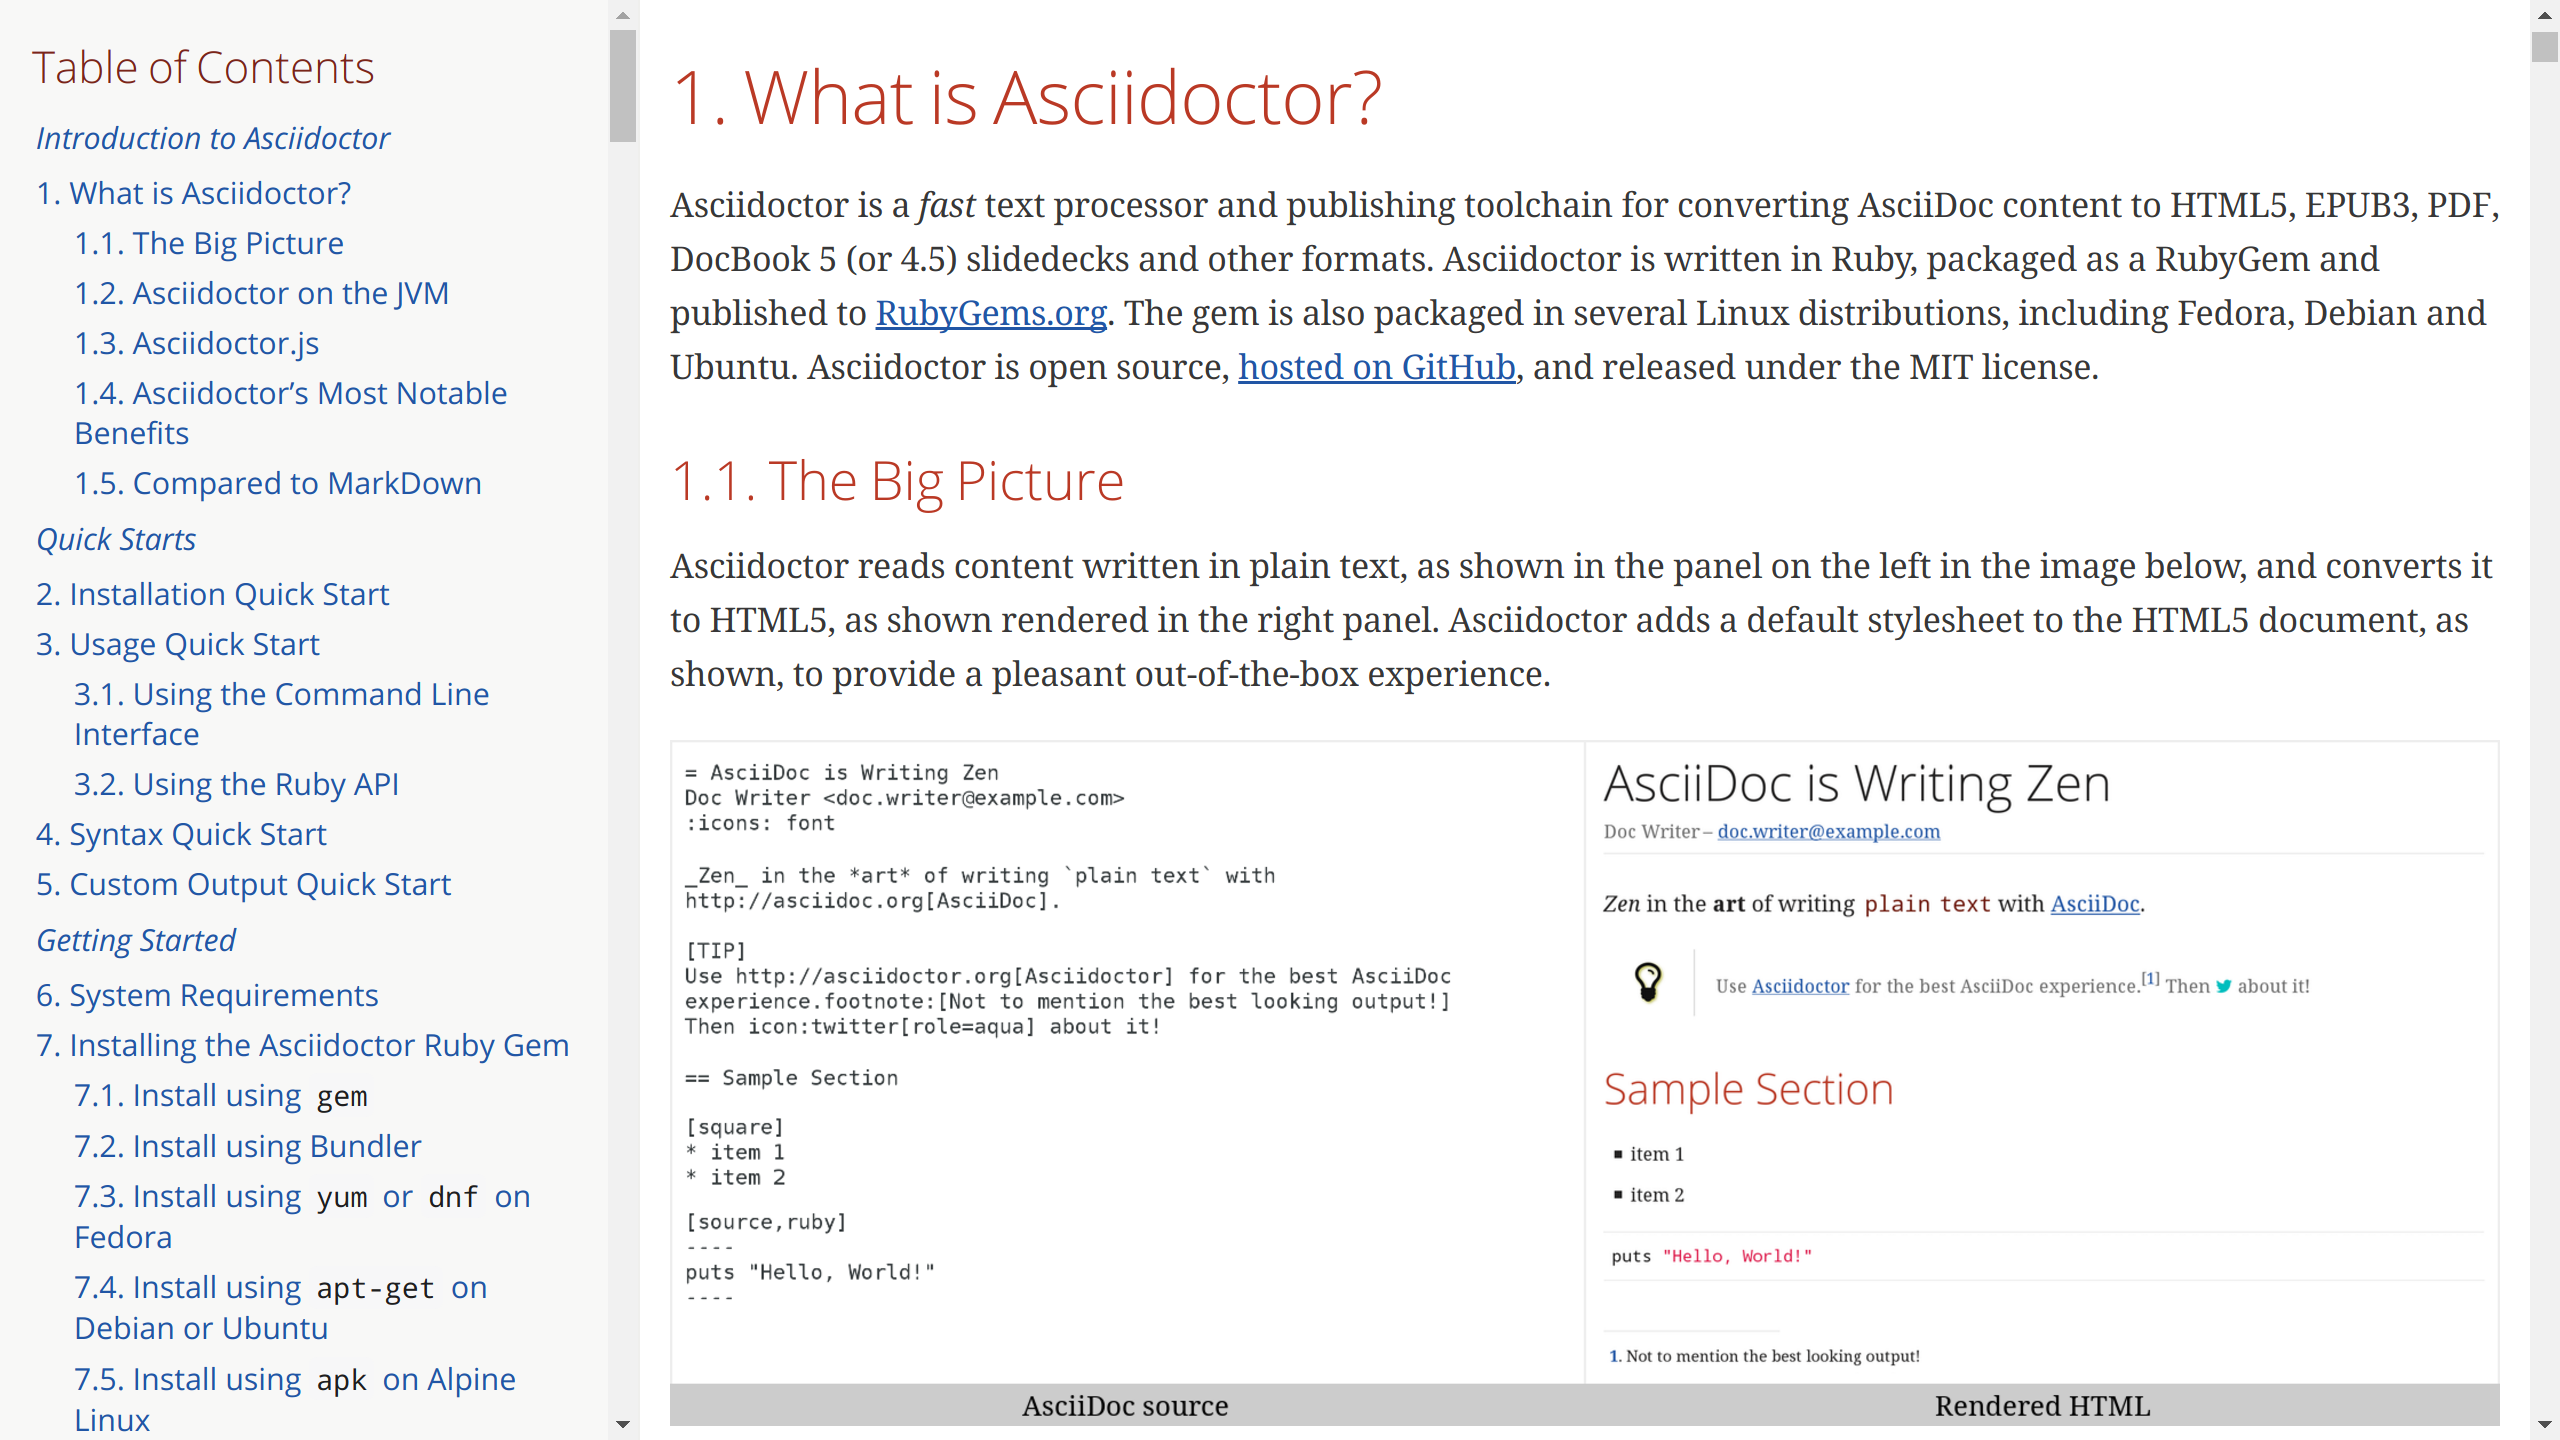 Table of Contents
Introduction to Asciidoctor
1. What is Asciidoctor?
1.1. The Big Picture
1.2. Asciidoctor on the JVM
1.3. Asciidoctor.js
1.4. Asciidoctor’s Most Notable
Benefits
1.5. Compared to MarkDown
Quick Starts
2. Installation Quick Start
3. Usage Quick Start
3.1. Using the Command Line
Interface
3.2. Using the Ruby API
4. Syntax Quick Start
5. Custom Output Quick Start
Getting Started
6. System Requirements
7. Installing the Asciidoctor Ruby Gem
7.1. Install using gem
7.2. Install using Bundler
7.3. Install using yum or dnf on
Fedora
7.4. Install using apt-get on
Debian or Ubuntu
7.5. Install using apk on Alpine
Linux
1. What is Asciidoctor?
Asciidoctor is a fast text processor and publishing toolchain for converting AsciiDoc content to HTML5, EPUB3, PDF,
DocBook 5 (or 4.5) slidedecks and other formats. Asciidoctor is written in Ruby, packaged as a RubyGem and
published to RubyGems.org. The gem is also packaged in several Linux distributions, including Fedora, Debian and
Ubuntu. Asciidoctor is open source, hosted on GitHub, and released under the MIT license.
1.1. The Big Picture
Asciidoctor reads content written in plain text, as shown in the panel on the left in the image below, and converts it
to HTML5, as shown rendered in the right panel. Asciidoctor adds a default stylesheet to the HTML5 document, as
shown, to provide a pleasant out-of-the-box experience.
= AsciiDoc is Writing Zen
Doc Writer <doc.writer@example.com>
:icons: font
_Zen_ in the *art* of writing `plain text` with
http://asciidoc.org[AsciiDoc].
[TIP]
Use http://asciidoctor.org[Asciidoctor] for the best AsciiDoc
experience.footnote:[Not to mention the best looking output!]
Then icon:twitter[role=aqua] about it!
== Sample Section
[square]
* item 1
* item 2
[source,ruby]
----
puts "Hello, World!"
----
AsciiDoc source
AsciiDoc is Writing Zen
Doc Writer – doc.writer@example.com
Zen in the art of writing plain text with AsciiDoc.
Use Asciidoctor for the best AsciiDoc experience.[1] Then about it!
Sample Section
▪ item 1
▪ item 2
puts "Hello, World!"
1. Not to mention the best looking output!
Rendered HTML